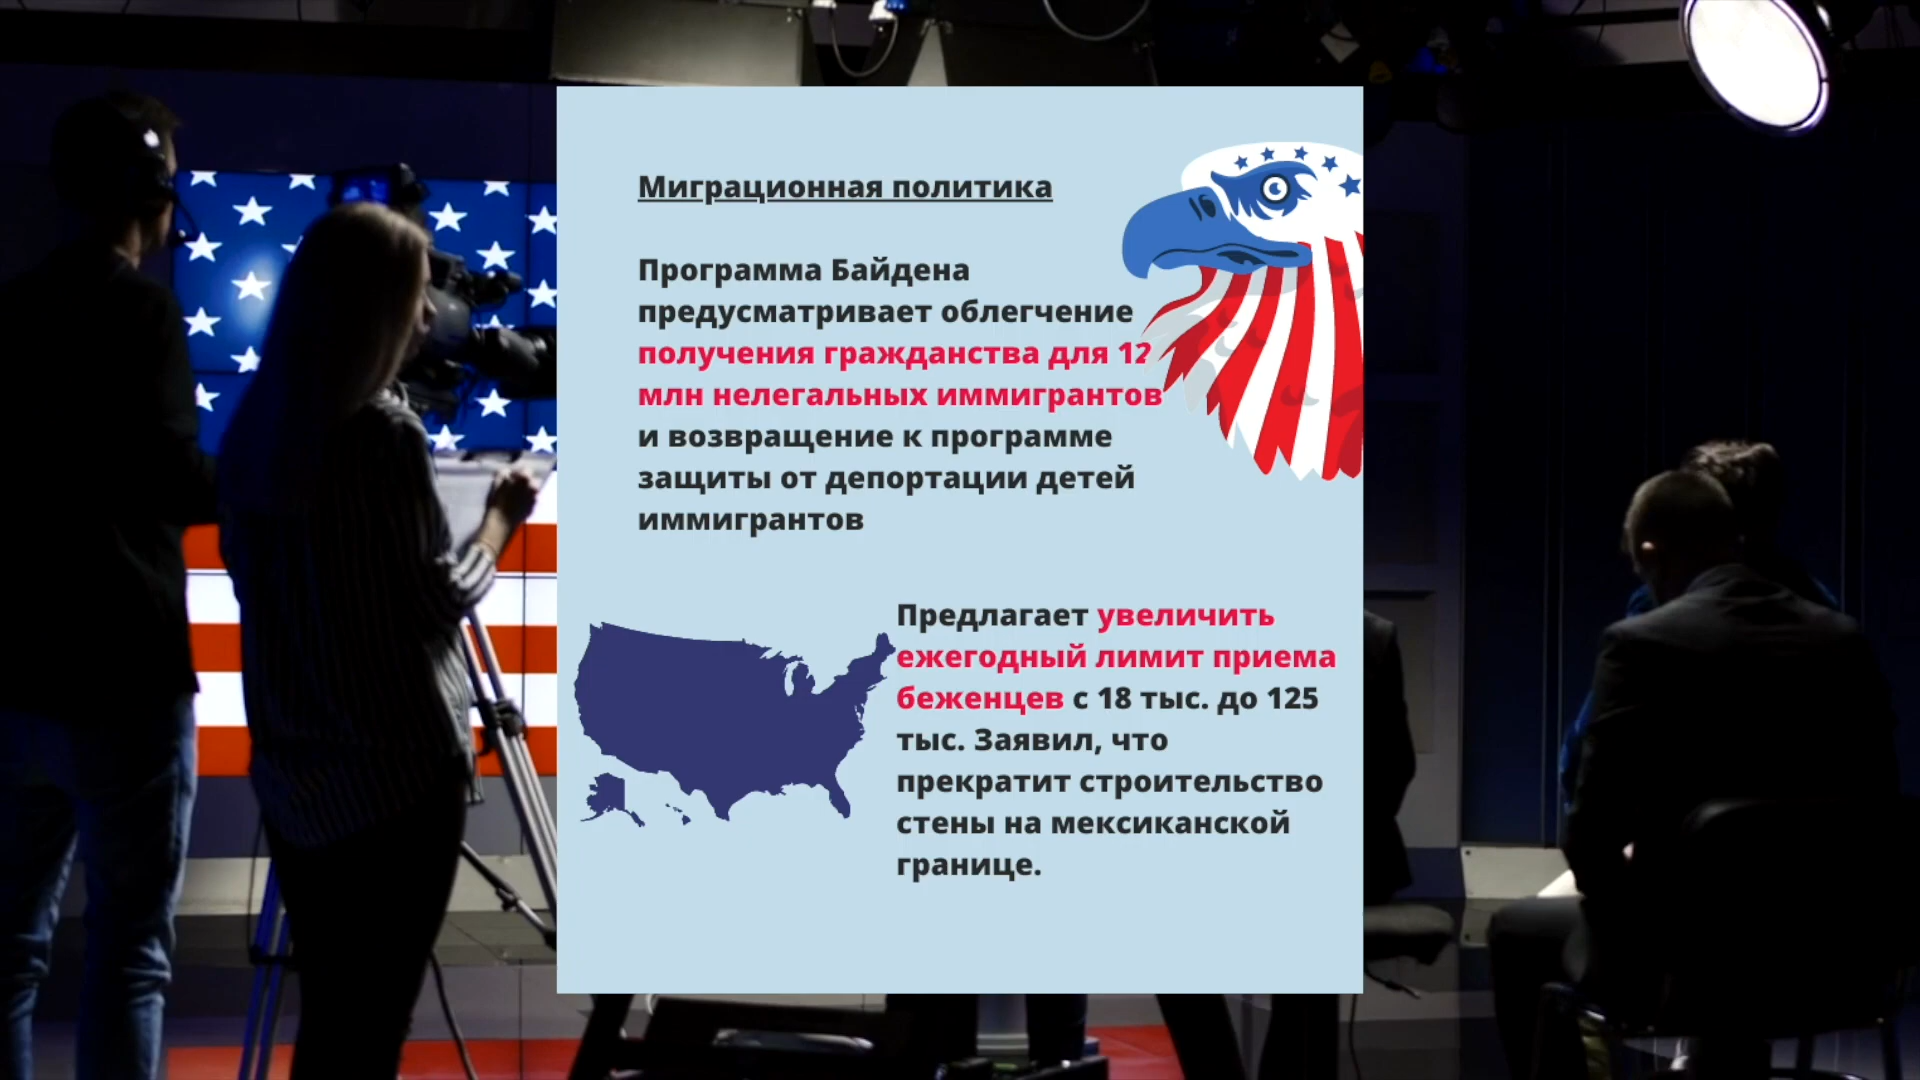 Миграционная политика
Программа Байдена
предусматривает облегчение
получения гражданства для 12
млн нелегальных иммигрантов
и возвращение к программе
защиты от депортации детей
иммигрантов
Предлагает увеличить
ежегодный лимит приема
беженцев с 18 тыс. до 125
тыс. Заявил, что
прекратит строительство
стены на мексиканской
границе.